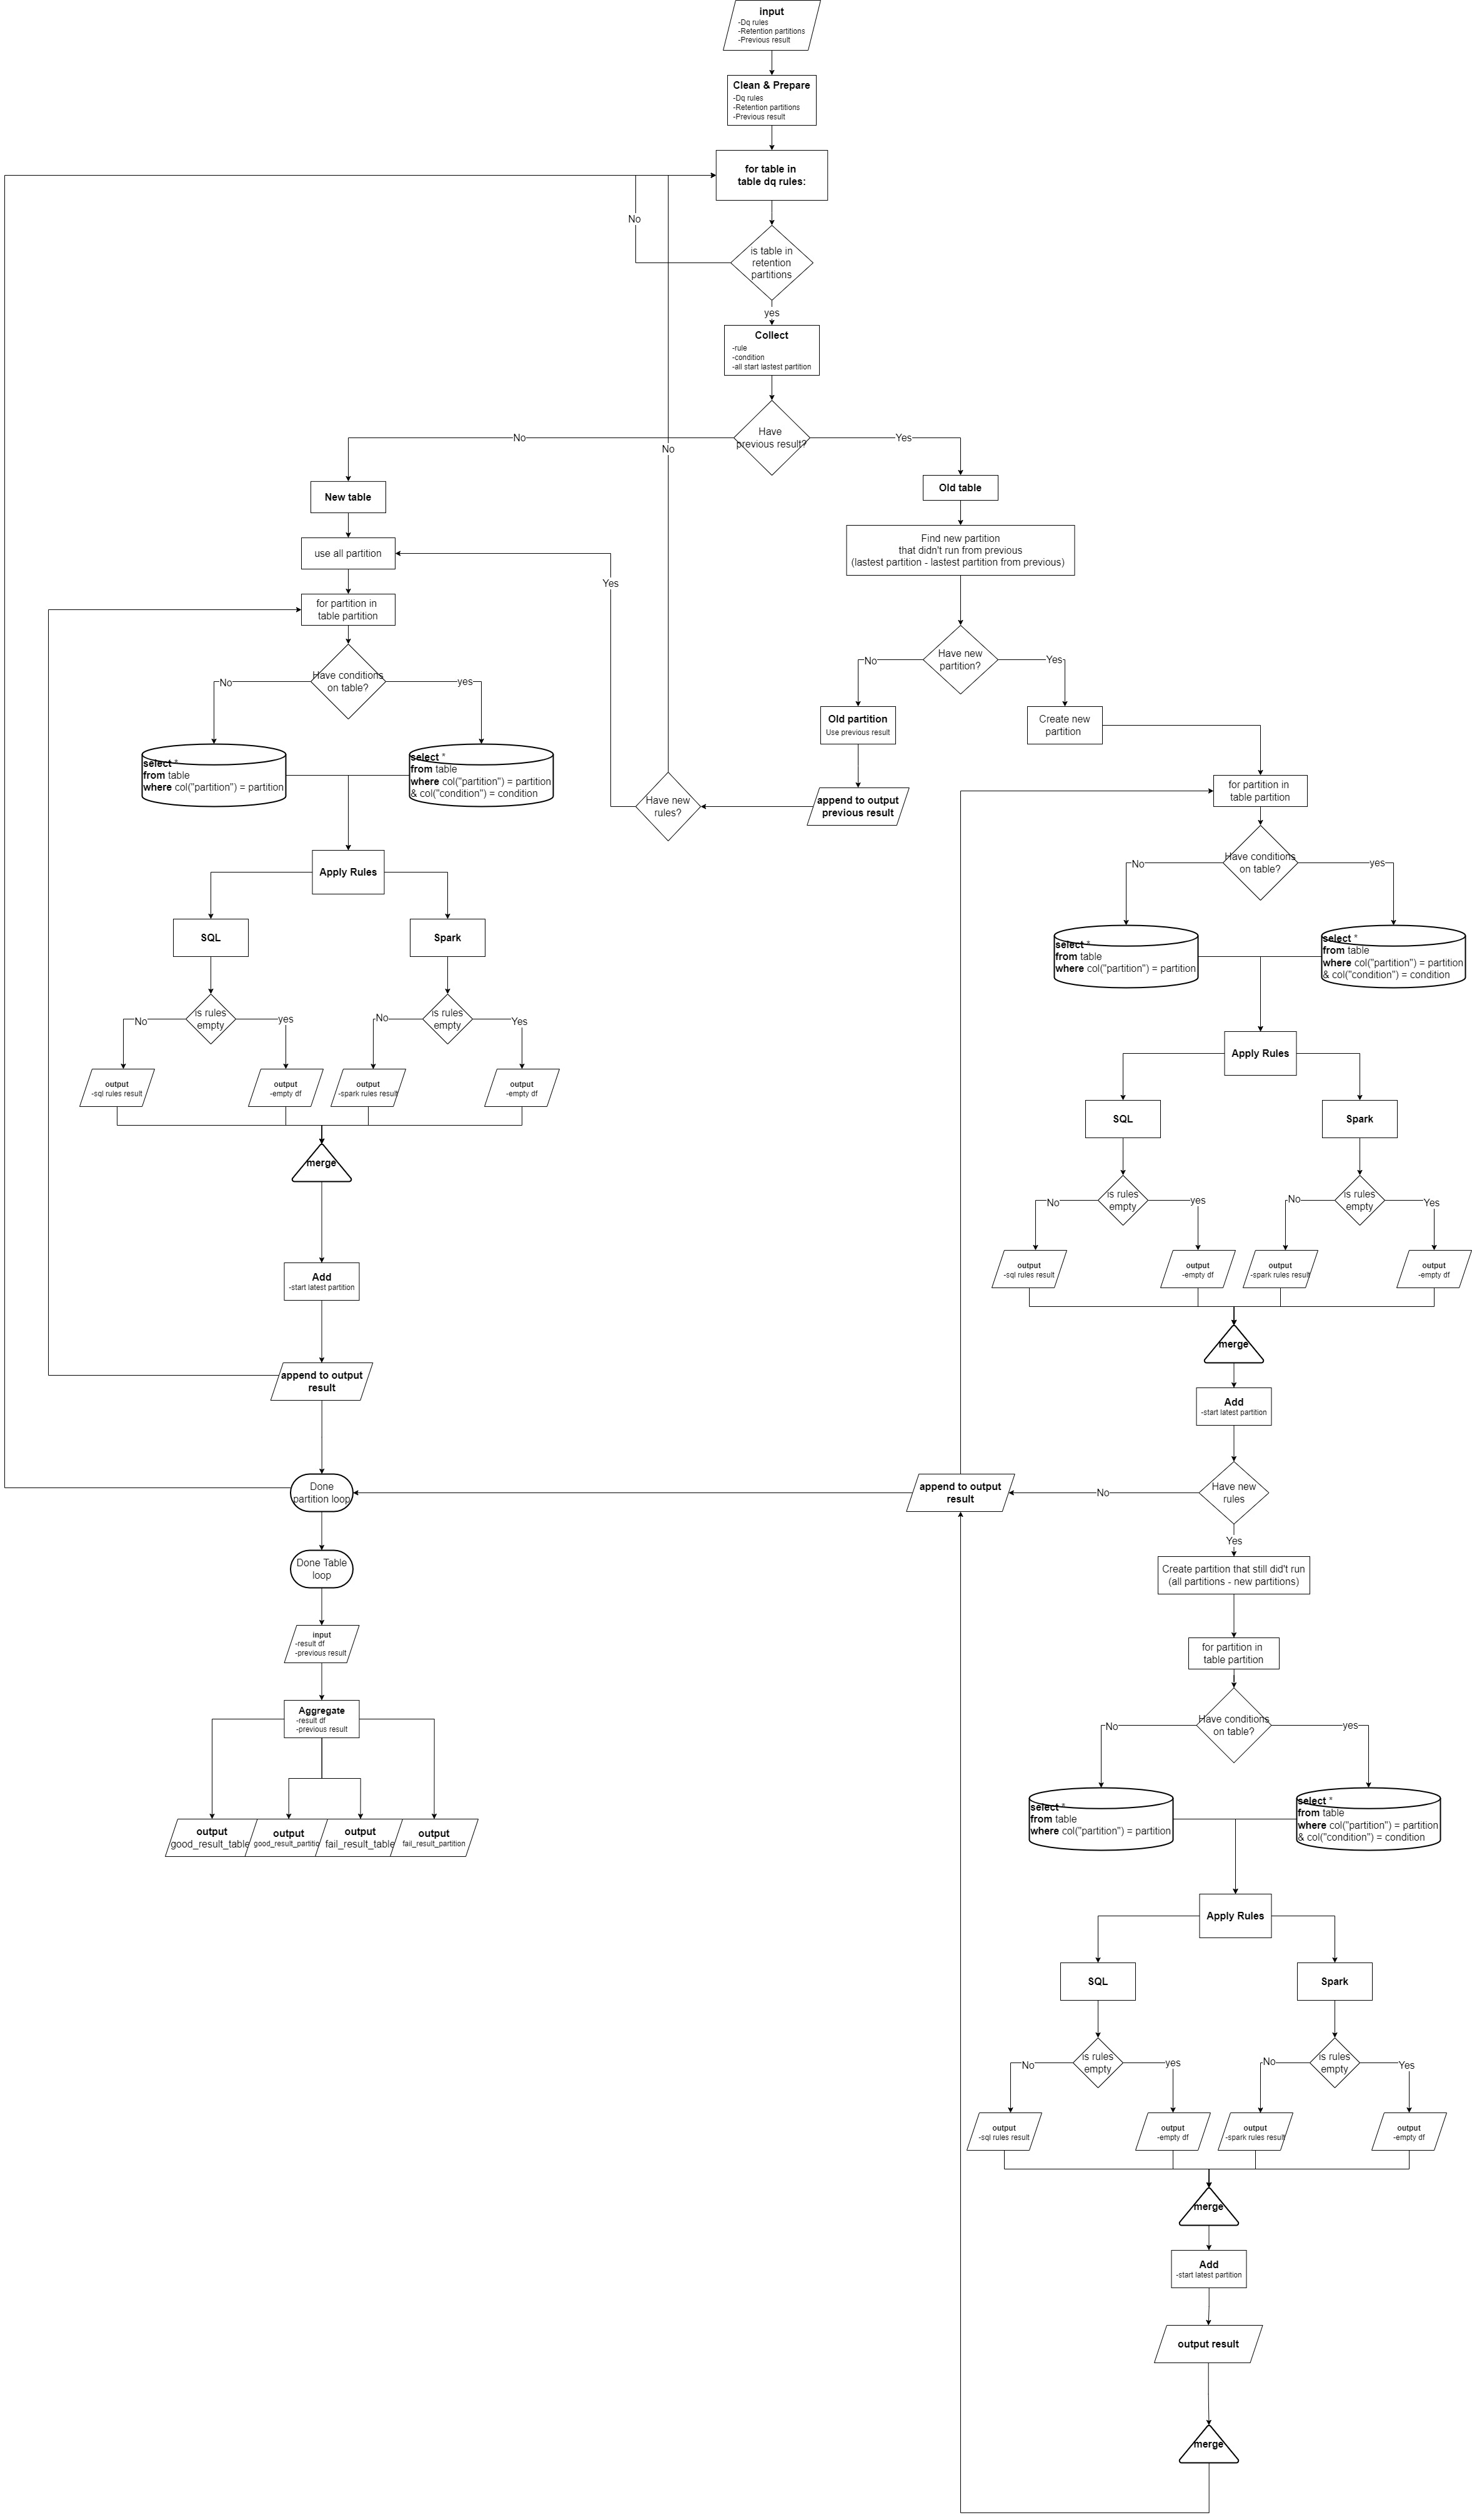 input
-Dq rules
-Retention partitions
-Previous result
Clean & Prepare
-Dq rules
-Retention partitions
-Previous result
for table in
table dq rules:
No
is table in
retention
partitions
yes
Collect
-rule
-condition
-all start lastest partition
Have
previous result?
No
Yes
No
New table
Old table
use all partition
Find new partition
that didn't run from previous
(lastest partition - lastest partition from previous)
Yes
for partition in
table partition
Have new
partition?
No
Yes
Have conditions
on table?
No
yes
Old partition
Use previous result
Create new
partition
select *
from table
where col("partition") = partition
select *
from table
where col("partition") = partition
& col("condition") = condition
Have new
rules?
append to output
previous result
for partition in
table partition
Have conditions
on table?
No
yes
Apply Rules
SQL
Spark
select *
from table
where col("partition") = partition
select *
from table
where col("partition") = partition
& col("condition") = condition
is rules
empty
No
yes
is rules
empty
No
Yes
Apply Rules
output
-sql rules result
output
-empty df
output
-spark rules result
output
-empty df
SQL
Spark
merge
is rules
empty
No
yes
is rules
empty
No
Yes
Add
-start latest partition
output
-sql rules result
output
-empty df
output
-spark rules result
output
-empty df
merge
append to output
result
Add
-start latest partition
Done
partition loop
append to output
result
No
Have new
rules
Yes
Done Table
loop
Create partition that still did't run
(all partitions - new partitions)
input
-result df
-previous result
for partition in
table partition
Aggregate
-result df
-previous result
Have conditions
on table?
No
yes
output
good_result_table
output
good_result_partitio
output
fail_result_table
output
fail_result_partition
select *
from table
where col("partition") = partition
select *
from table
where col("partition") = partition
& col("condition") = condition
Apply Rules
SQL
Spark
is rules
empty
No
yes
is rules
empty
No
Yes
output
-sql rules result
output
-empty df
output
-spark rules result
output
-empty df
merge
Add
-start latest partition
output result
merge